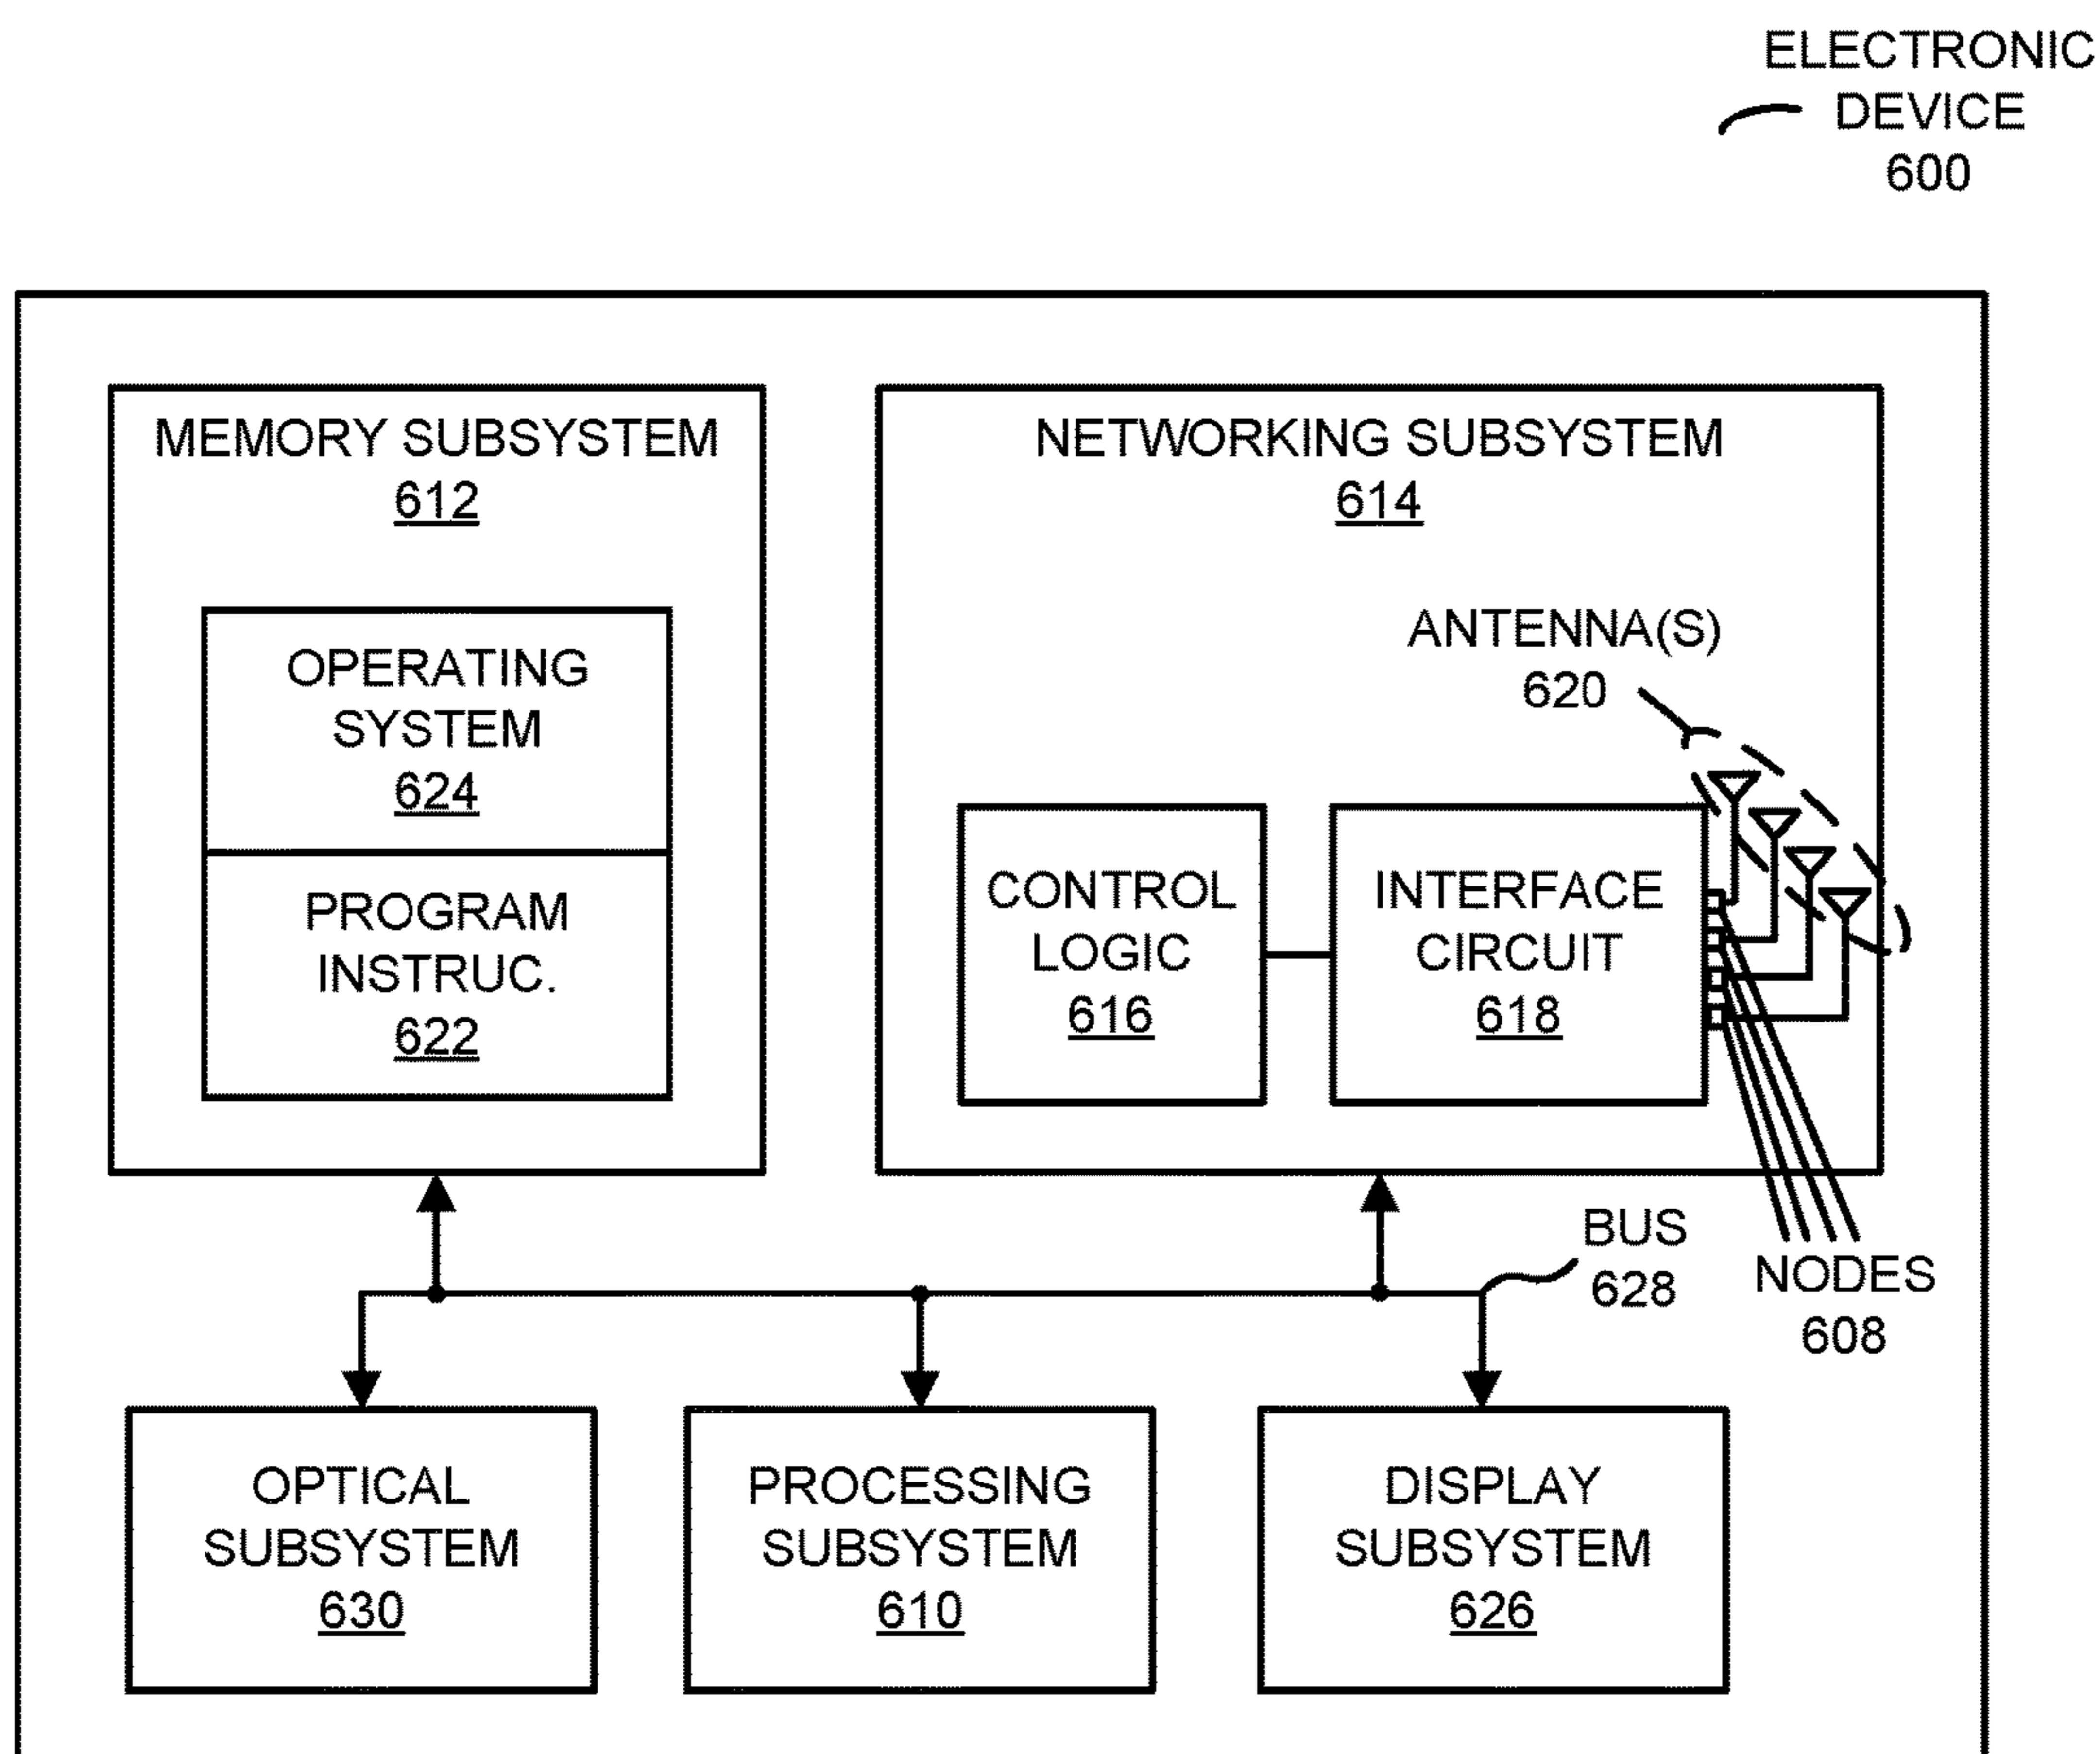 ELECTRONIC
DEVICE
600
MEMORY SUBSYSTEM
612
OPERATING
SYSTEM
624
PROGRAM
INSTRUC.
622
NETWORKING SUBSYSTEM
614
ANTENNA(S)
620
CONTROL
LOGIC
616
INTERFACE
CIRCUIT
618
BUS
628
NODES
608
OPTICAL
SUBSYSTEM
630
PROCESSING
SUBSYSTEM
610
DISPLAY
SUBSYSTEM
626